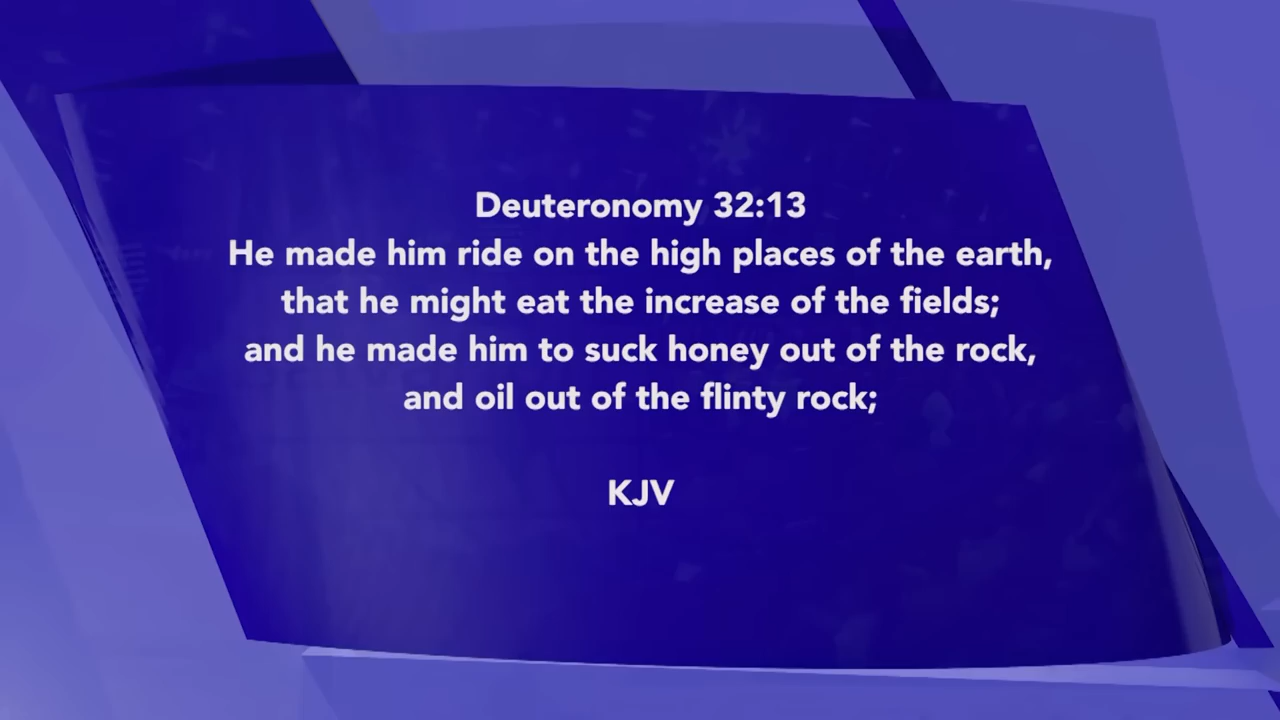 Deuteronomy 32:13
He made him ride on the high places of the earth,
that he might eat the increase of the fields;
and he made him to suck honey out of the rock,
and oil out of the flinty rock;
KJV